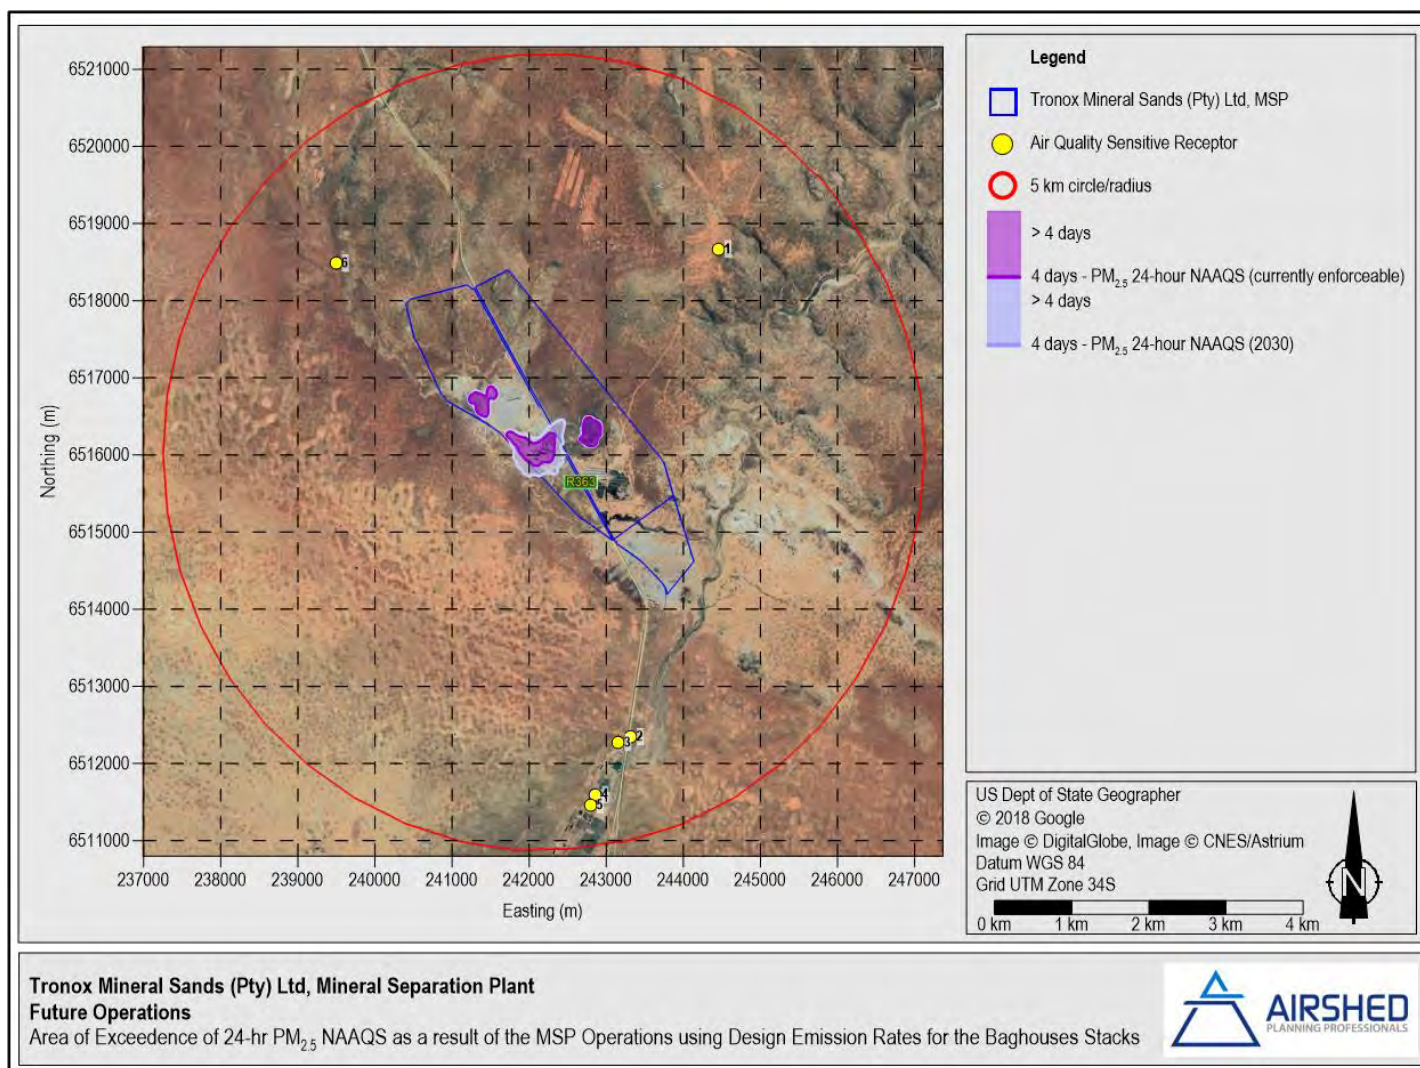 6521000
6520000
6519000
6518000
6517000
6516000
6515000
6514000
6513000
6512000
6511000
Northing (m)
237000 238000 239000 240000 241000 242000 243000 244000 245000 246000 247000
Easting (m)
1
6
R363
2
3
4
5
Legend
Tronox Mineral Sands (Pty) Ltd, MSP
Air Quality Sensitive Receptor
5 km circle/radius
> 4 days
4 days - PM2.5 24-hour NAAQS (currently enforceable)
> 4 days
4 days - PM2.5 24-hour NAAQS (2030)
US Dept of State Geographer
© 2018 Google
Image © DigitalGlobe, Image © CNES/Astrium
Datum WGS 84
Grid UTM Zone 34S
0 km 1 km 2 km 3 km 4 km
N
Tronox Mineral Sands (Pty) Ltd, Mineral Separation Plant
Future Operations
Area of Exceedence of 24-hr PM2.5 NAAQS as a result of the MSP Operations using Design Emission Rates for the Baghouses Stacks
AIRSHED
PLANNING PROFESSIONALS